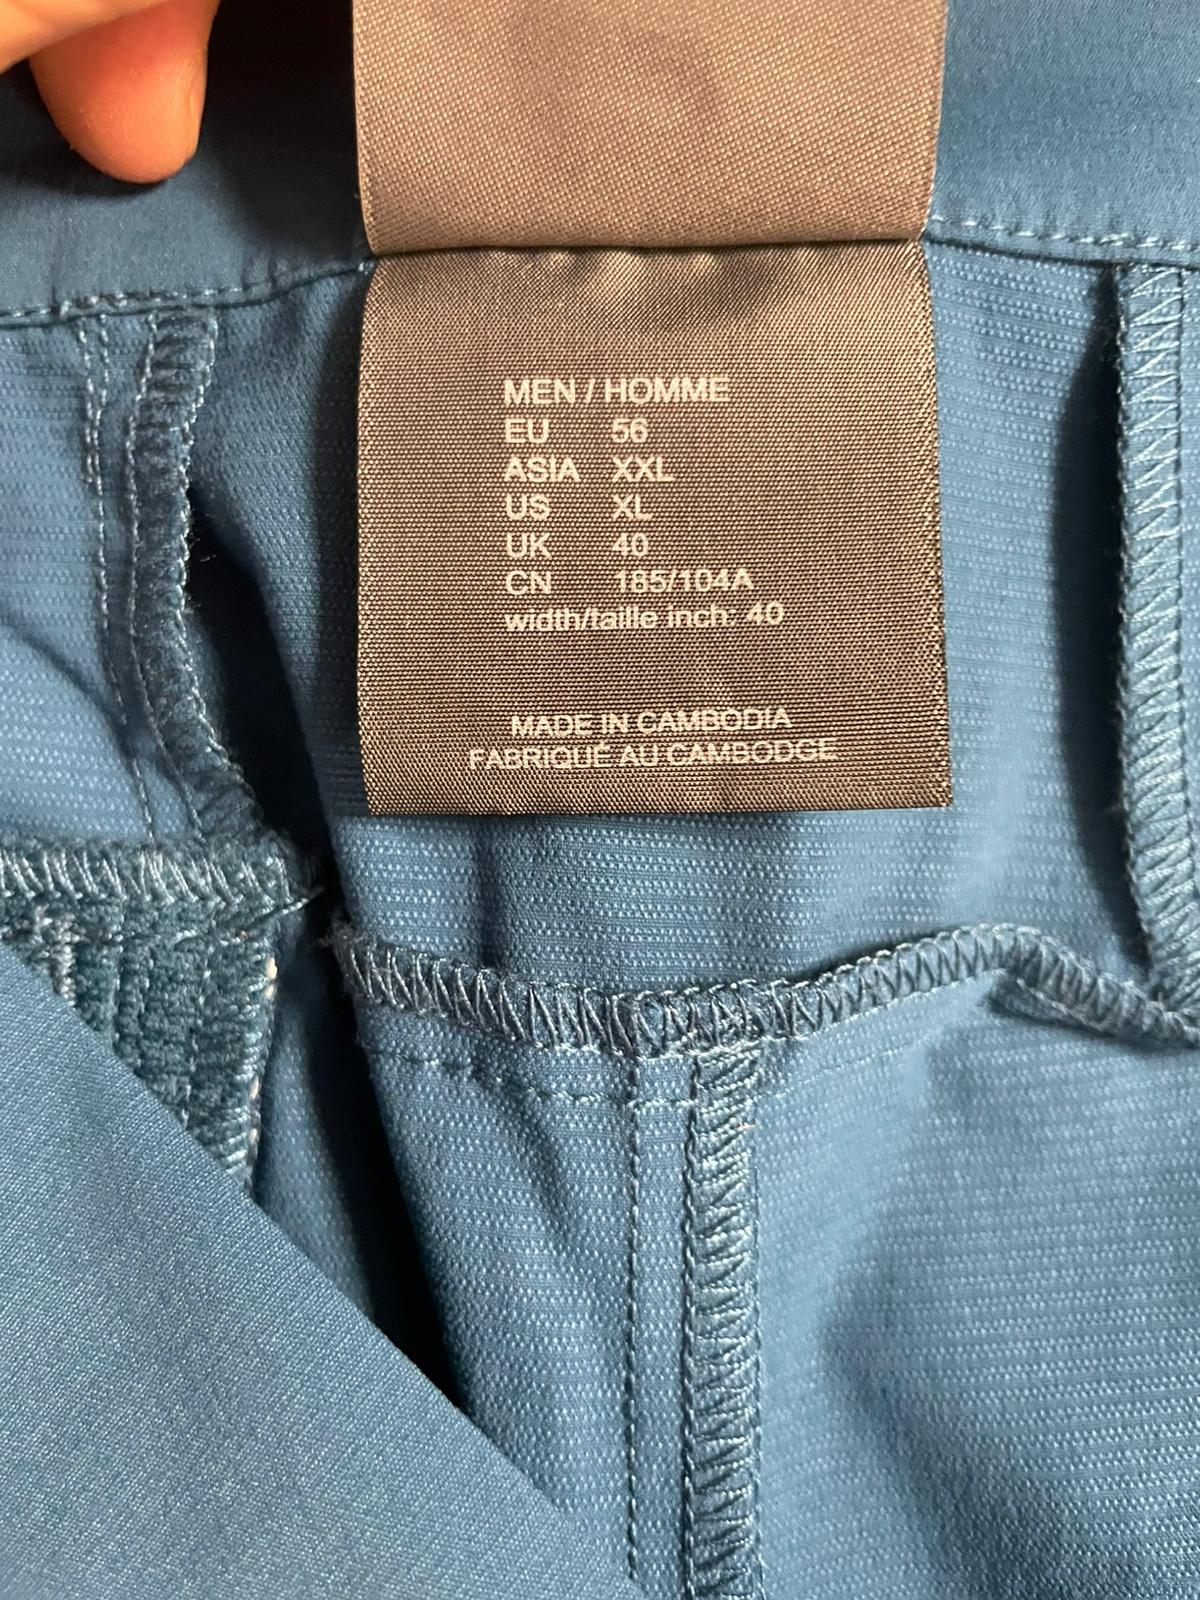 MEN / HOMME
EU 56
ASIA XXL
US XL
UK 40
CN 185/104A
width/taille inch: 40
MADE IN CAMBODIA
FABRIQUÉ AU CAMBODGE